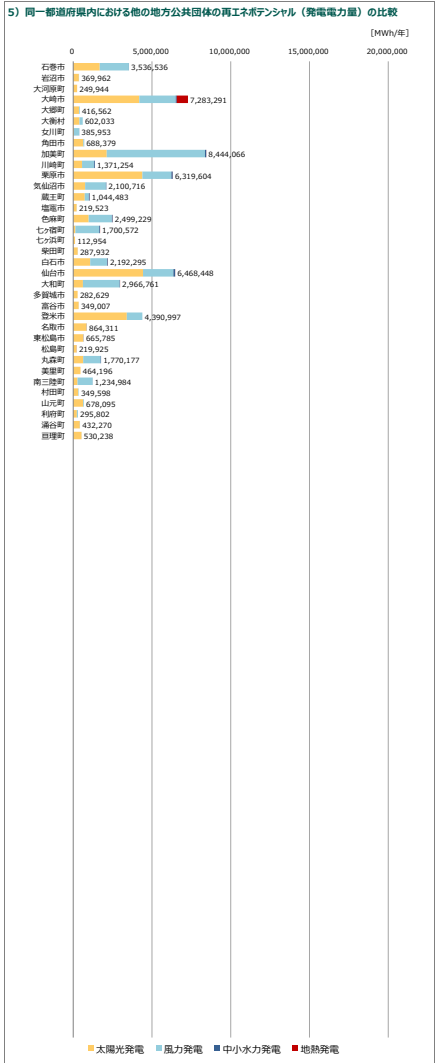 5）同一都道府県内における他の地方公共団体の再エネポテンシャル（発電電力量）の比較
[MWh/年]
0 5,000,000 10,000,000 15,000,000 20,000,000
石巻市 3,536,536
岩沼市 369,962
大河原町 249,944
大崎市 7,283,291
大郷町 416,562
大衡村 602,033
女川町 385,953
角田市 688,379
加美町 8,444,066
川崎町 1,371,254
栗原市 6,319,604
気仙沼市 2,100,716
蔵王町 1,044,483
塩竈市 219,523
色麻町 2,499,229
七ヶ宿町 1,700,572
七ヶ浜町 112,954
柴田町 287,932
白石市 2,192,295
仙台市 6,468,448
大和町 2,966,761
多賀城市 282,629
富谷市 349,007
登米市 4,390,997
名取市 864,311
東松島市 665,785
松島町 219,925
丸森町 1,770,177
美里町 464,196
南三陸町 1,234,984
村田町 349,598
山元町 678,095
利府町 295,802
涌谷町 432,270
亘理町 530,238
太陽光発電 風力発電 中小水力発電 地熱発電